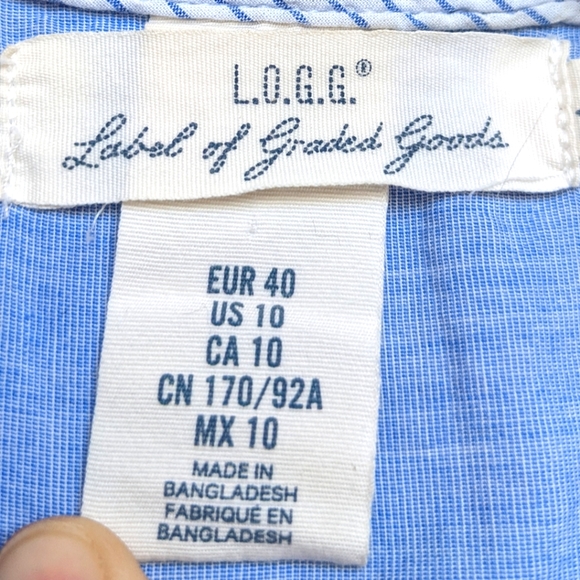 L.O.G.G.®
Label of Graded Goods.
EUR 40
US 10
CA 10
CN 170/92A
MX 10
MADE IN
BANGLADESH
FABRIQUÉ EN
BANGLADESH